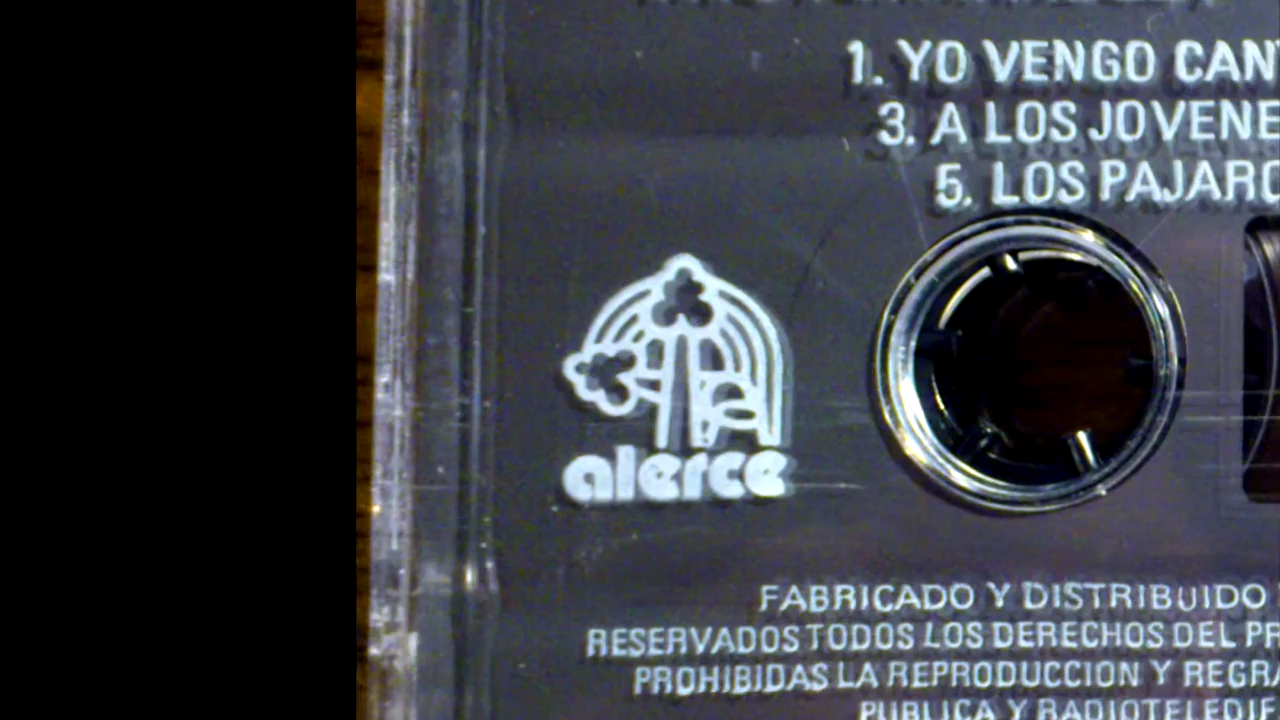 1. YO VENGO CAN
3. A LOS JOVENE
5. LOS PAJARO
alerce
FABRICADO Y DISTRIBUIDO
RESERVADOS TODOS LOS DERECHOS DEL PR
PROHIBIDAS LA REPRODUCCION Y REGRA
PUBLICA Y RADIOTELEDIF